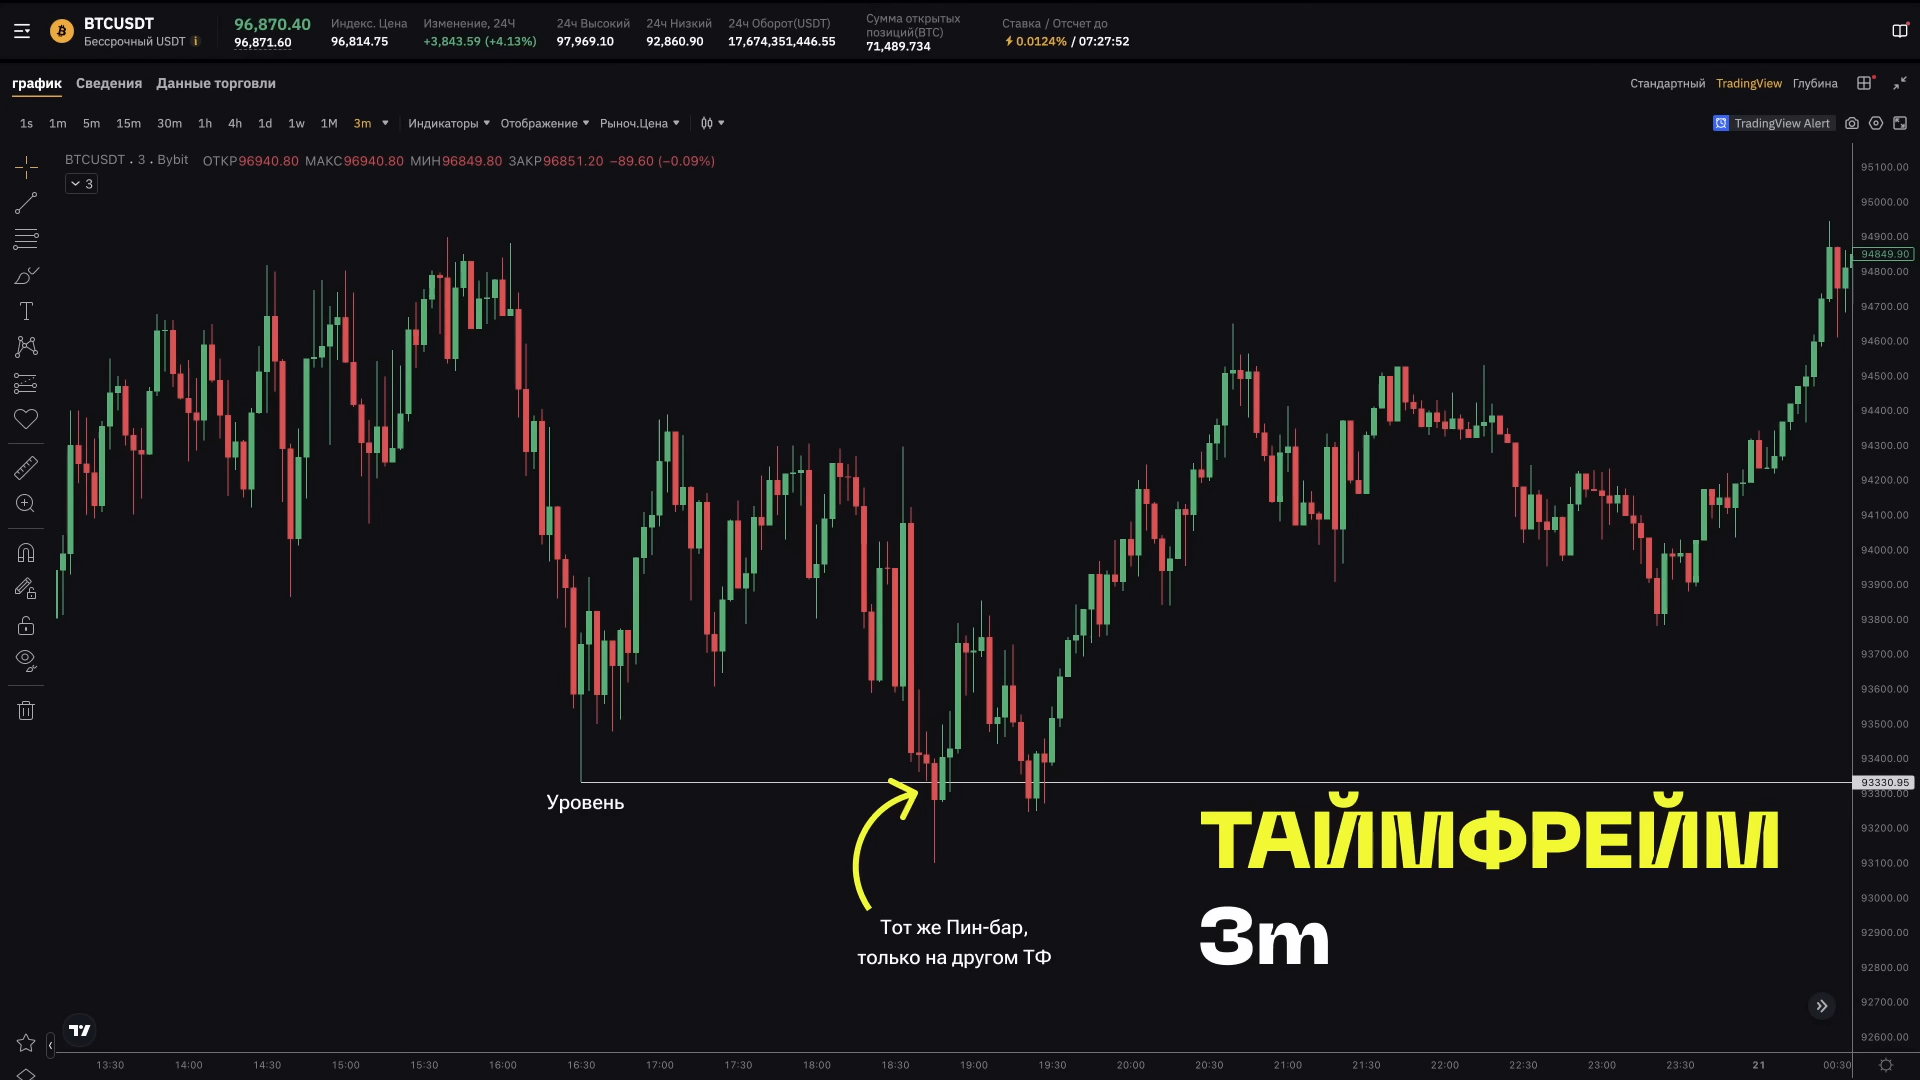 BTCUSDT
Бессрочный USDT
96,870.40
96,871.60
Индекс. Цена
96,814.75
Изменение, 24Ч
+3,843.59 (+4.13%)
24ч Высокий
97,969.10
24ч Низкий
92,860.90
24ч Оборот(USDT)
17,674,351,446.55
Сумма открытых
позиций(BTC)
71,489.734
Ставка / Отсчет до
0.0124% / 07:27:52
график Сведения Данные торговли
Стандартный TradingView Глубина
1s 1m 5m 15m 30m 1h 4h 1d 1w 1M 3m Индикаторы Отображение Рыноч.Цена
TradingView Alert
BTCUSDT . 3 . Bybit ОТКР96940.80 МАКС96940.80 МИН96849.80 ЗАКР96851.20 −89.60 (−0.09%)
3
95100.00
95000.00
94900.00
94849.90
94800.00
94700.00
94600.00
94500.00
94400.00
94300.00
94200.00
94100.00
94000.00
93900.00
93800.00
93700.00
93600.00
93500.00
93400.00
93330.95
93300.00
93200.00
93100.00
93000.00
92900.00
92800.00
92700.00
92600.00
Уровень
Тот же Пин-бар,
только на другом ТФ
ТАЙМФРЕЙМ
3m
13:30 14:00 14:30 15:00 15:30 16:00 16:30 17:00 17:30 18:00 18:30 19:00 19:30 20:00 20:30 21:00 21:30 22:00 22:30 23:00 23:30 21 00:30